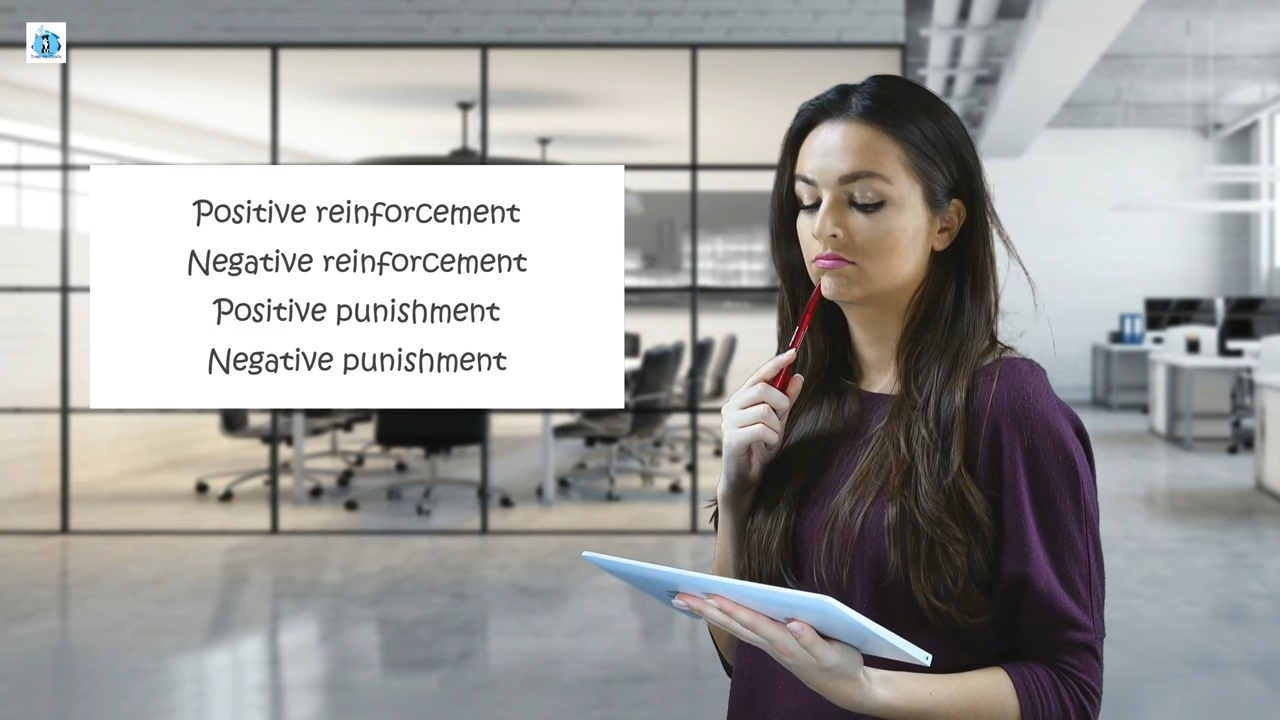 Positive reinforcement
Negative reinforcement
Positive punishment
Negative punishment